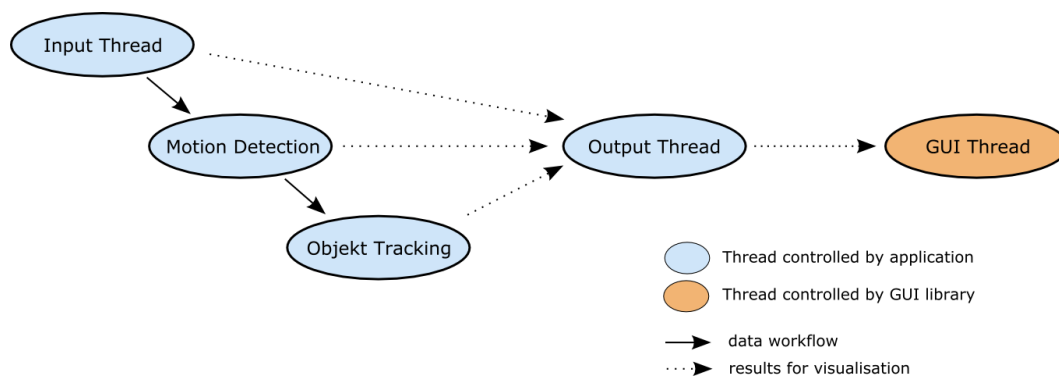 Input Thread
Motion Detection
Output Thread
GUI Thread
Objekt Tracking
Thread controlled by application
Thread controlled by GUI library
data workflow
results for visualisation